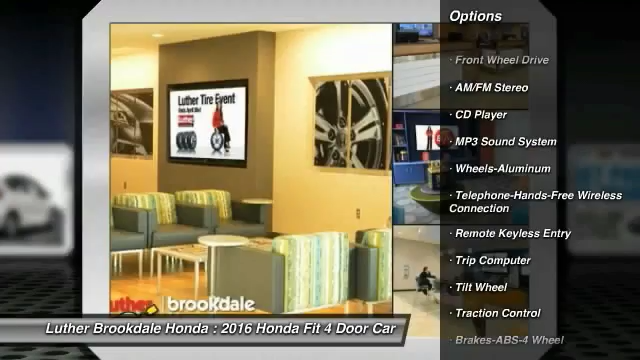 Options
· Front Wheel Drive
· AM/FM Stereo
· CD Player
· MP3 Sound System
· Wheels-Aluminum
· Telephone-Hands-Free Wireless
Connection
· Remote Keyless Entry
· Trip Computer
· Tilt Wheel
· Traction Control
· Brakes-ABS-4 Wheel
Luther Tire Event
Luther
luther brookdale
Luther Brookdale Honda : 2016 Honda Fit 4 Door Car